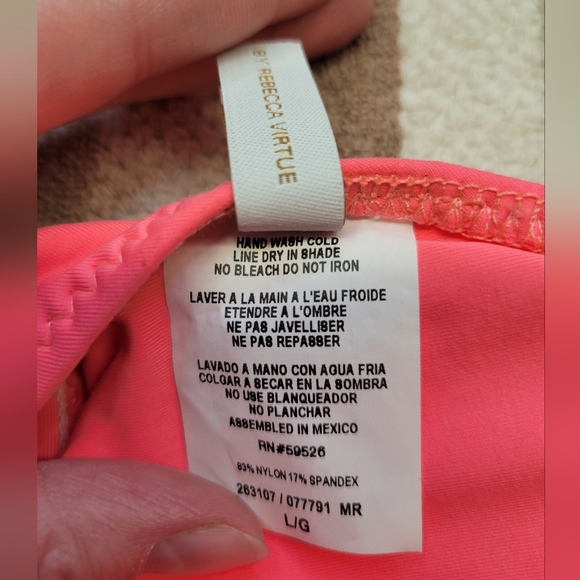 BY REBECCA VIRTUE
HAND WASH COLD
LINE DRY IN SHADE
NO BLEACH DO NOT IRON
LAVER A LA MAIN A L'EAU FROIDE
ETENDRE A L'OMBRE
NE PAS JAVELLISER
NE PAS REPASSER
LAVADO A MANO CON AGUA FRIA
COLGAR A SECAR EN LA SOMBRA
NO USE BLANQUEADOR
NO PLANCHAR
ASSEMBLED IN MEXICO
RN#59526
83% NYLON 17% SPANDEX
263107 / 077791 MR
L/G